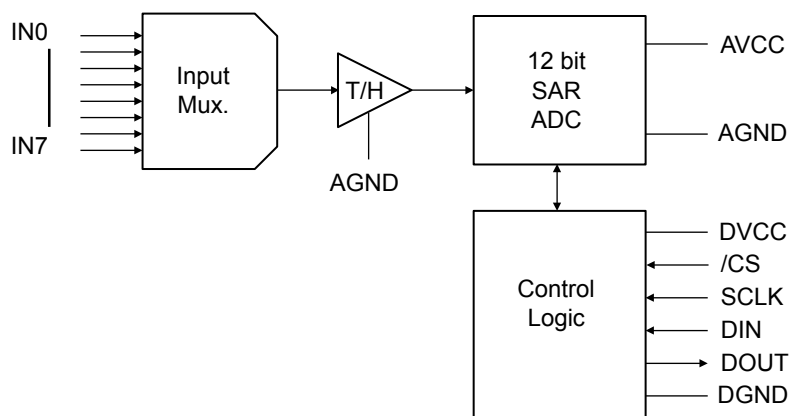 IN0
IN7
Input
Mux.
T/H
AGND
12 bit
SAR
ADC
AVCC
AGND
Control
Logic
DVCC
/CS
SCLK
DIN
DOUT
DGND